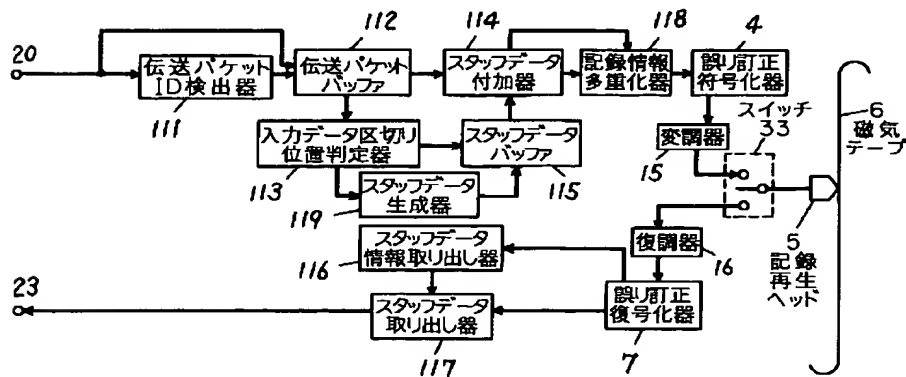 20
伝送パケット
ID検出器
111
112
伝送パケット
バッファ
114
スタッフデータ
付加器
118
記録情報
多重化器
4
誤り訂正
符号化器
入力データ区切り
位置判定器
113
スタッフデータ
バッファ
115
119
スタッフデータ
生成器
変調器
15
スイッチ
33
6
磁気
テープ
5
記録
再生
ヘッド
復調器
16
116
スタッフデータ
情報取り出し器
23
スタッフデータ
取り出し器
117
誤り訂正
復号化器
7